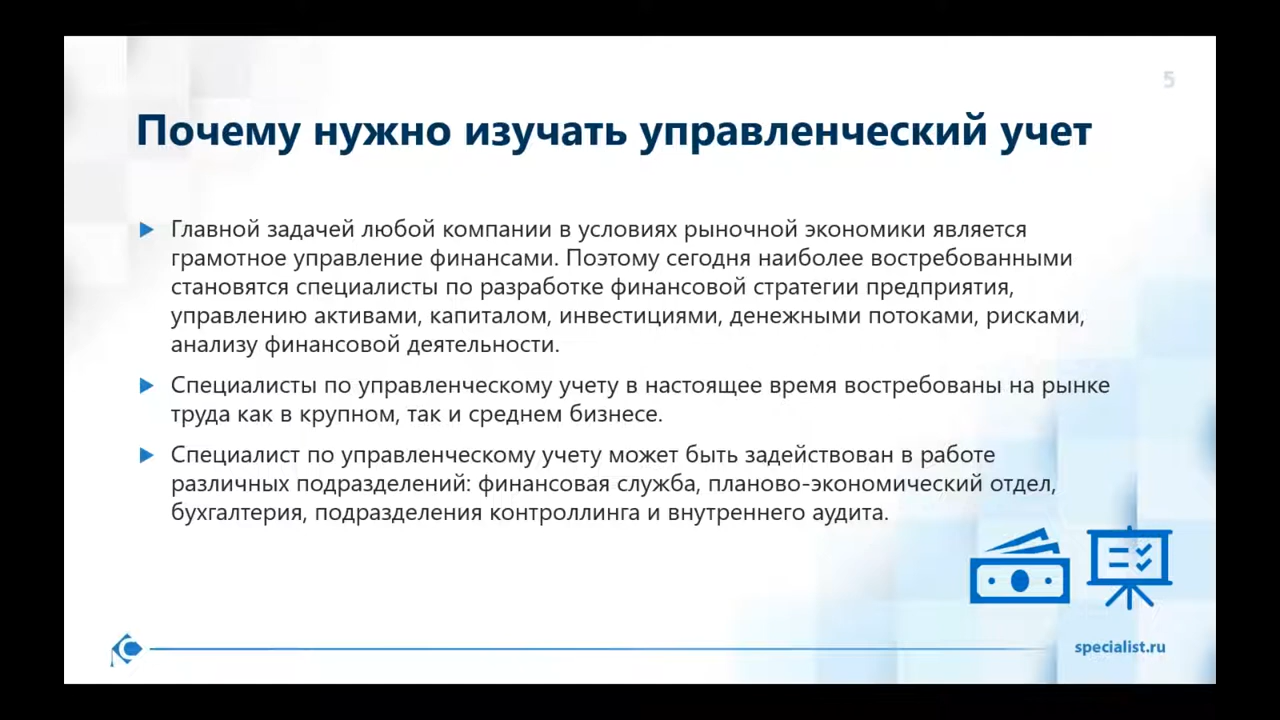 5
Почему нужно изучать управленческий учет
Главной задачей любой компании в условиях рыночной экономики является
грамотное управление финансами. Поэтому сегодня наиболее востребованными
становятся специалисты по разработке финансовой стратегии предприятия,
управлению активами, капиталом, инвестициями, денежными потоками, рисками,
анализу финансовой деятельности.
Специалисты по управленческому учету в настоящее время востребованы на рынке
труда как в крупном, так и среднем бизнесе.
Специалист по управленческому учету может быть задействован в работе
различных подразделений: финансовая служба, планово-экономический отдел,
бухгалтерия, подразделения контроллинга и внутреннего аудита.
specialist.ru